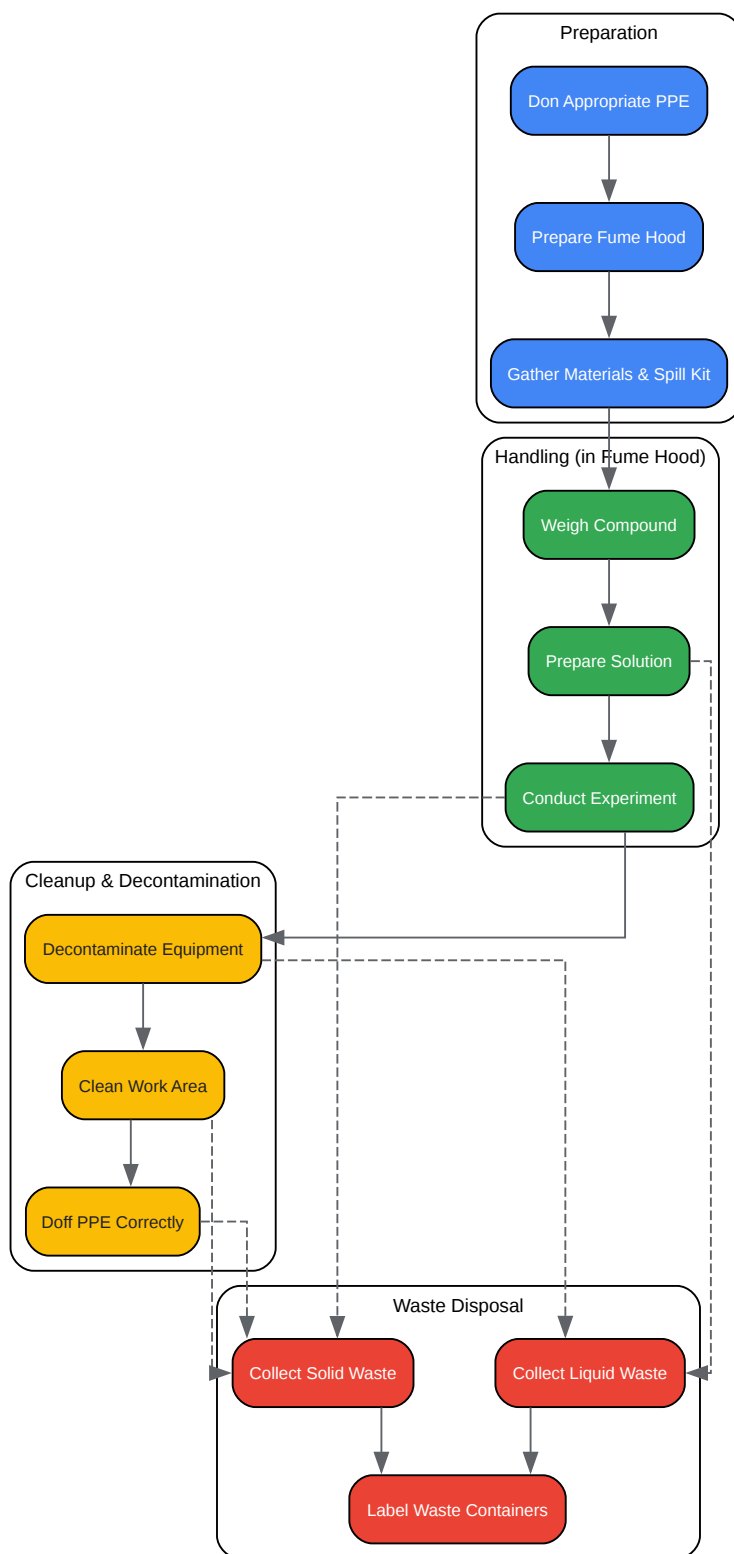 Preparation
Don Appropriate PPE
Prepare Fume Hood
Gather Materials & Spill Kit
Handling (in Fume Hood)
Weigh Compound
Prepare Solution
Conduct Experiment
Cleanup & Decontamination
Decontaminate Equipment
Clean Work Area
Doff PPE Correctly
Waste Disposal
Collect Solid Waste
Collect Liquid Waste
Label Waste Containers